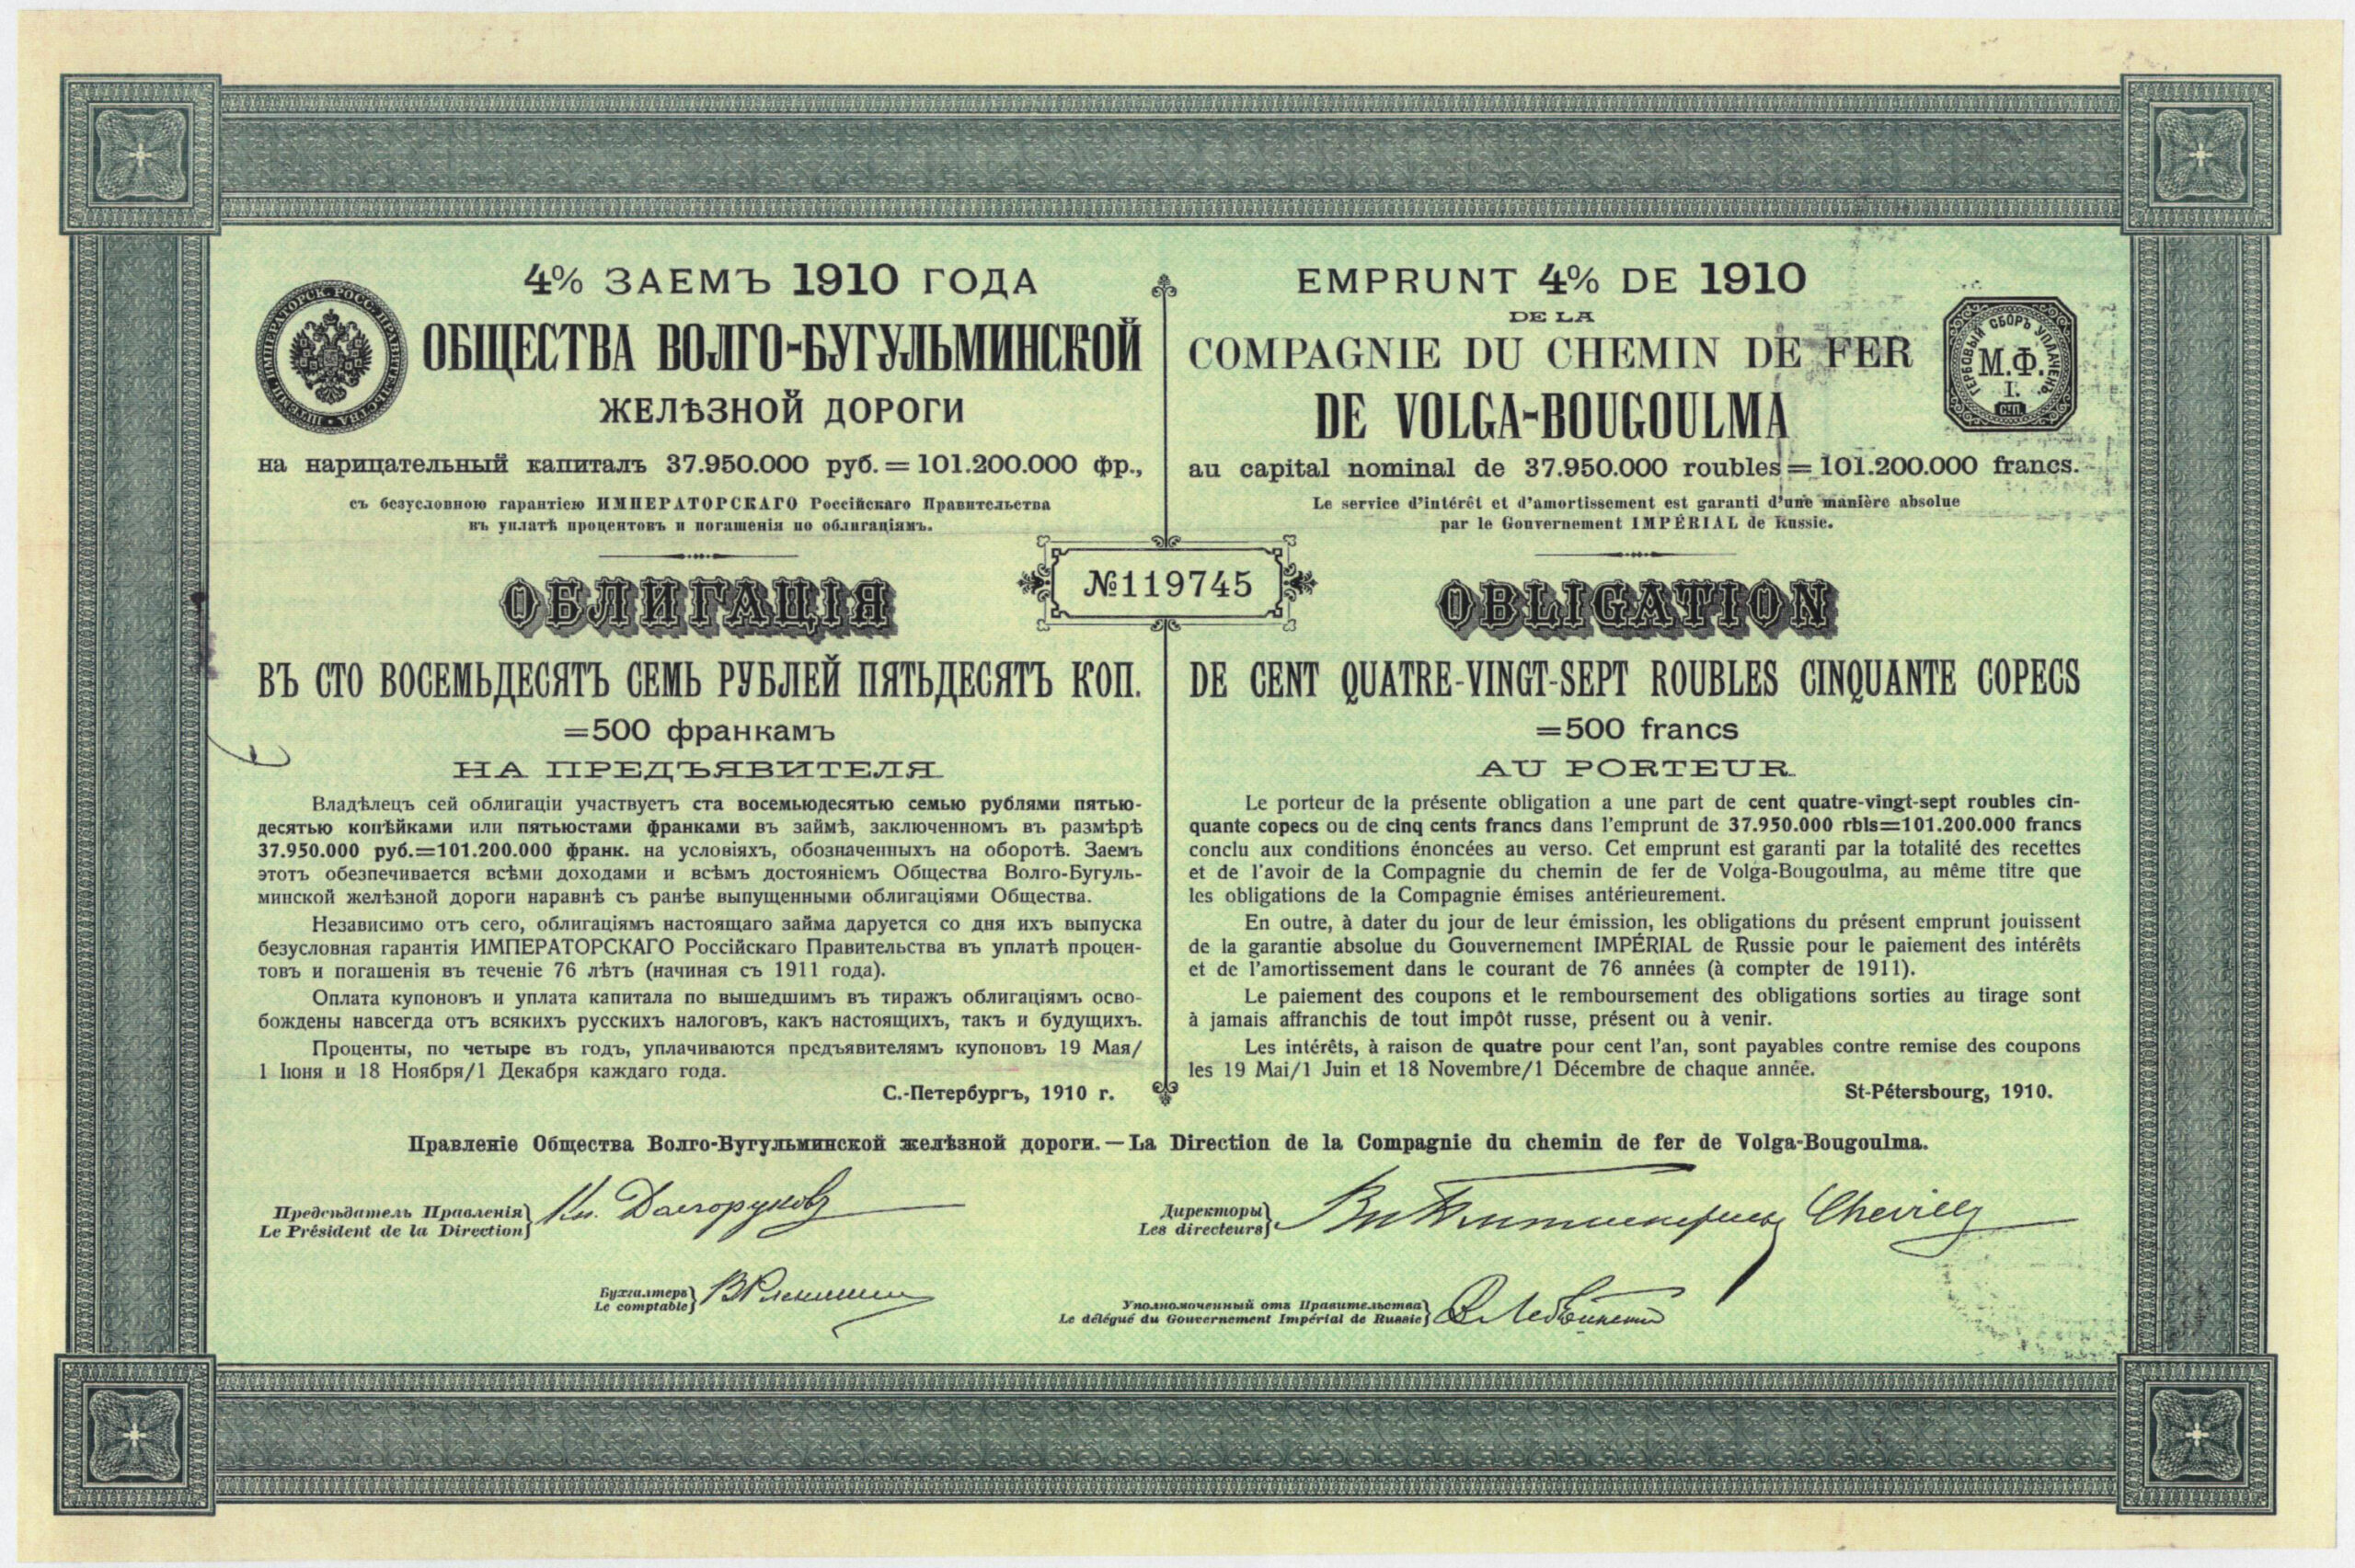 4% ЗАЕМЪ 1910 ГОДА
ОБЩЕСТВА ВОЛГО-БУГУЛЬМИНСКОЙ
ЖЕЛѢЗНОЙ ДОРОГИ
на нарицательный капиталъ 37.950.000 руб. = 101.200.000 фр.,
съ безусловною гарантіею ИМПЕРАТОРСКАГО Россійскаго Правительства
въ уплатѣ процентовъ и погашенія по облигаціямъ.
ОБЛИГАЦІЯ
ВЪ СТО ВОСЕМЬДЕСЯТЪ СЕМЬ РУБЛЕЙ ПЯТЬДЕСЯТЪ КОП.
=500 франкамъ
НА ПРЕДЪЯВИТЕЛЯ
Владѣлецъ сей облигаціи участвуетъ ста восемьюдесятью семью рублями пятью-
десятью копѣйками или пятьюстами франками въ займѣ, заключенномъ въ размѣрѣ
37.950.000 руб.=101.200.000 франк. на условіяхъ, обозначенныхъ на оборотѣ. Заемъ
этотъ обезпечивается всѣми доходами и всѣмъ достояніемъ Общества Волго-Бугуль-
минской желѣзной дороги наравнѣ съ ранѣе выпущенными облигаціями Общества.
Независимо отъ сего, облигаціямъ настоящаго займа даруется со дня ихъ выпуска
безусловная гарантія ИМПЕРАТОРСКАГО Россійскаго Правительства въ уплатѣ процен-
товъ и погашенія въ теченіе 76 лѣтъ (начиная съ 1911 года).
Оплата купоновъ и уплата капитала по вышедшимъ въ тиражъ облигаціямъ осво-
бождены навсегда отъ всякихъ русскихъ налоговъ, какъ настоящихъ, такъ и будущихъ.
Проценты, по четыре въ годъ, уплачиваются предъявителямъ купоновъ 19 Мая/
1 Іюня и 18 Ноября/1 Декабря каждаго года.
С.-Петербургъ, 1910 г.
№119745
EMPRUNT 4% DE 1910
DE LA
COMPAGNIE DU CHEMIN DE FER
DE VOLGA-BOUGOULMA
ГЕРБОВЫЙ СБОРЪ УПЛАЧЕНЪ
М.Ф.
I.
С.П.
au capital nominal de 37.950.000 roubles = 101.200.000 francs.
Le service d'intérêt et d'amortissement est garanti d'une manière absolue
par le Gouvernement IMPÉRIAL de Russie.
OBLIGATION
DE CENT QUATRE-VINGT-SEPT ROUBLES CINQUANTE COPECS
=500 francs
AU PORTEUR
Le porteur de la présente obligation a une part de cent quatre-vingt-sept roubles cin-
quante copecs ou de cinq cents francs dans l'emprunt de 37.950.000 rbls=101.200.000 francs
conclu aux conditions énoncées au verso. Cet emprunt est garanti par la totalité des recettes
et de l'avoir de la Compagnie du chemin de fer de Volga-Bougoulma, au même titre que
les obligations de la Compagnie émises antérieurement.
En outre, à dater du jour de leur émission, les obligations du présent emprunt jouissent
de la garantie absolue du Gouvernement IMPÉRIAL de Russie pour le paiement des intérêts
et de l'amortissement dans le courant de 76 années (à compter de 1911).
Le paiement des coupons et le remboursement des obligations sorties au tirage sont
à jamais affranchis de tout impôt russe, présent ou à venir.
Les intérêts, à raison de quatre pour cent l'an, sont payables contre remise des coupons
les 19 Mai/1 Juin et 18 Novembre/1 Décembre de chaque année.
St-Pétersbourg, 1910.
Правленіе Общества Волго-Бугульминской желѣзной дороги. — La Direction de la Compagnie du chemin de fer de Volga-Bougoulma.
Предсѣдатель Правленія
Le Président de la Direction
Кн. Долгоруковъ
Директоры
Les directeurs
Бухгалтеръ
Le comptable
Уполномоченный отъ Правительства
Le délégué du Gouvernement Impérial de Russie